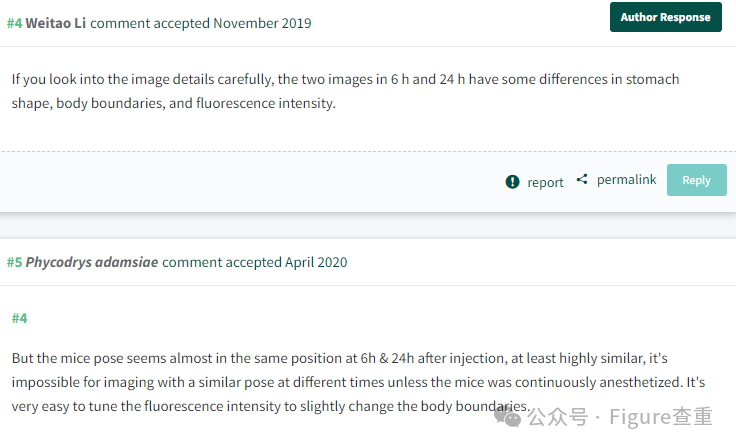 #4 Weitao Li comment accepted November 2019
Author Response
If you look into the image details carefully, the two images in 6 h and 24 h have some differences in stomach
shape, body boundaries, and fluorescence intensity.
report
permalink
Reply
#5 Phycodrys adamsiae comment accepted April 2020
#4
But the mice pose seems almost in the same position at 6h & 24h after injection, at least highly similar, it's
impossible for imaging with a similar pose at different times unless the mice was continuously anesthetized. It's
very easy to tune the fluorescence intensity to slightly change the body boundaries.
公众号 · Figure查重